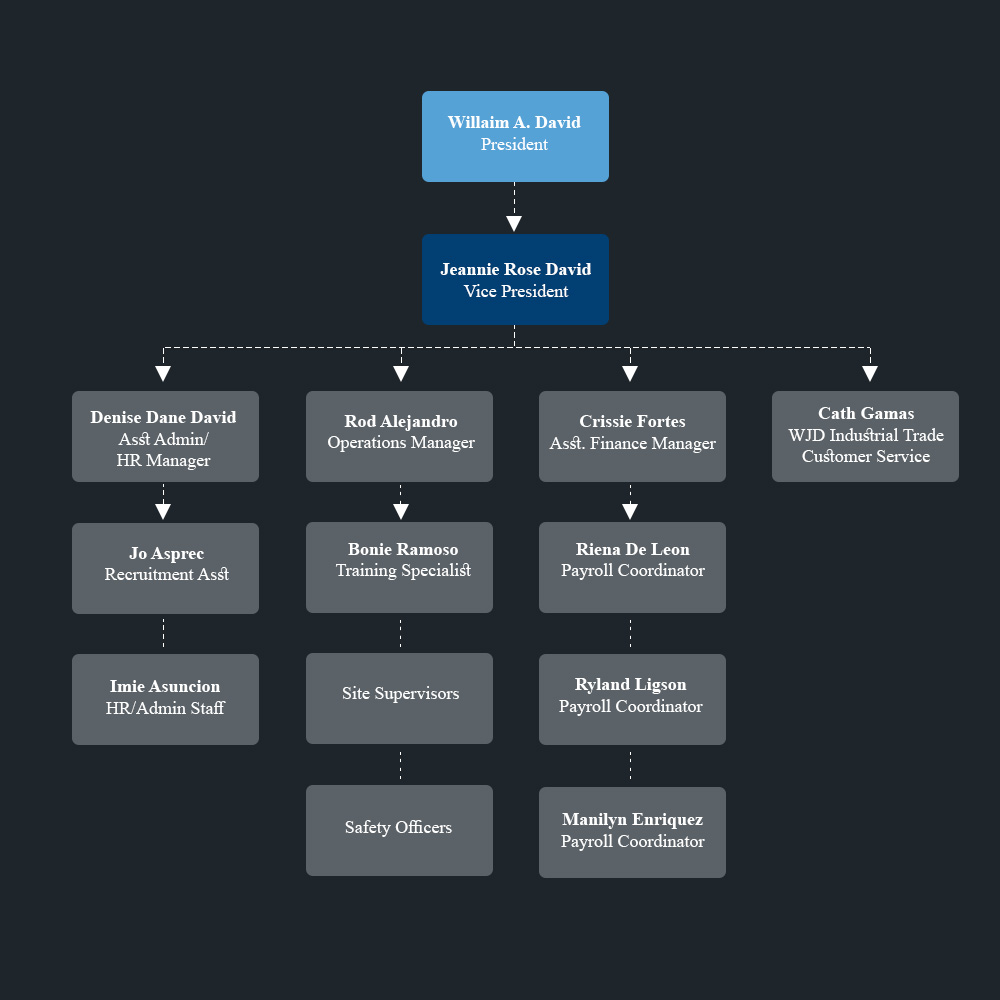 Willaim A. David
President
Jeannie Rose David
Vice President
Denise Dane David
Asst Admin/
HR Manager
Rod Alejandro
Operations Manager
Crissie Fortes
Asst. Finance Manager
Cath Gamas
WJD Industrial Trade
Customer Service
Jo Asprec
Recruitment Asst
Bonie Ramoso
Training Specialist
Riena De Leon
Payroll Coordinator
Imie Asuncion
HR/Admin Staff
Site Supervisors
Ryland Ligson
Payroll Coordinator
Safety Officers
Manilyn Enriquez
Payroll Coordinator